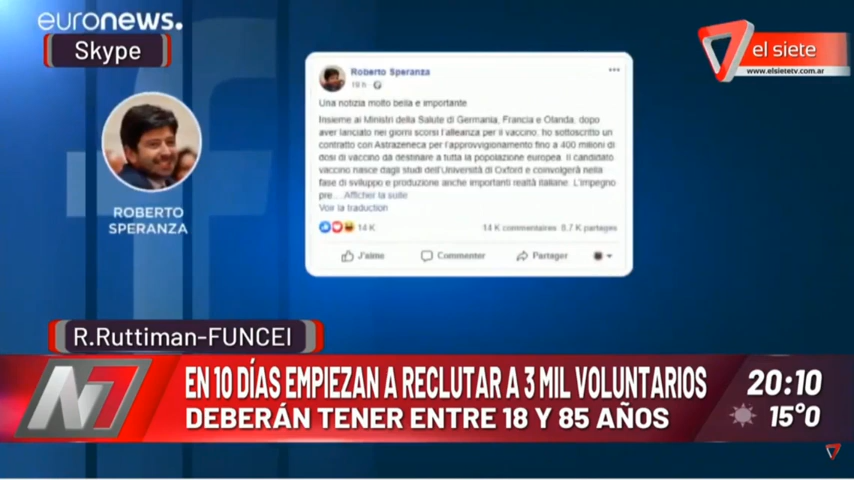 euronews.
Skype
el siete
www.elsietetv.com.ar
Roberto Speranza
19 h
Una notizia molto bella e importante
Insieme ai Ministri della Salute di Germania, Francia e Olanda, dopo
aver lanciato nei giorni scorsi l'alleanza per il vaccino, ho sottoscritto un
contratto con Astrazeneca per l'approvvigionamento fino a 400 milioni di
dosi di vaccino da destinare a tutta la popolazione europea. Il candidato
vaccino nasce dagli studi dell'Università di Oxford e coinvolgerà nella
fase di sviluppo e produzione anche importanti realtà italiane. L'impegno
pre... Afficher la suite
Voir la traduction
14 K
14 K commentaires 6.7 K partages
J'aime Commenter Partager
ROBERTO
SPERANZA
R.Ruttiman-FUNCEI
N7
EN 10 DÍAS EMPIEZAN A RECLUTAR A 3 MIL VOLUNTARIOS
DEBERÁN TENER ENTRE 18 Y 85 AÑOS
20:10
15°0